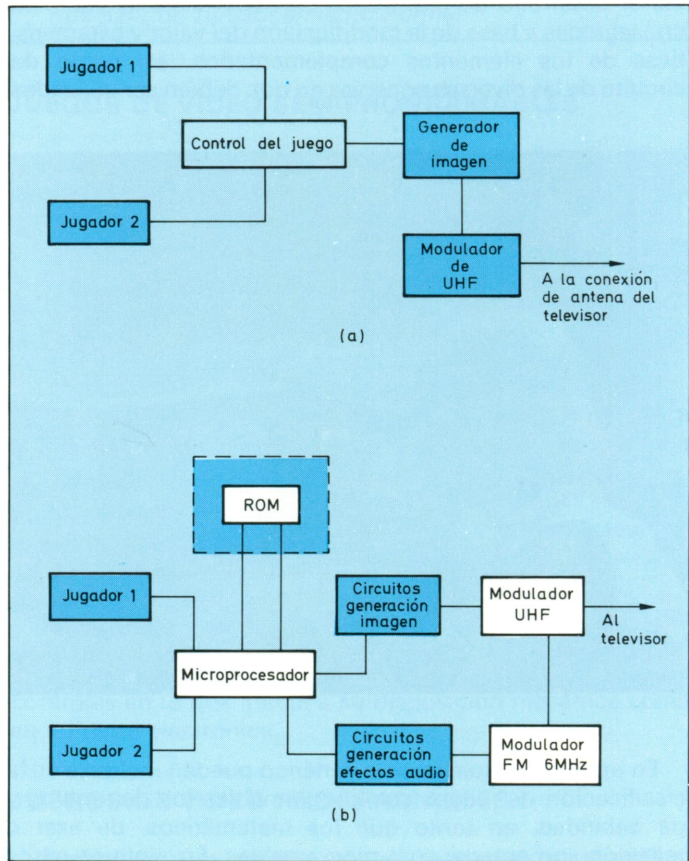 Jugador 1
Control del juego
Generador
de
imagen
Jugador 2
Modulador
de
UHF
A la conexión
de antena del
televisor
(a)
ROM
Jugador 1
Circuitos
generación
imagen
Modulador
UHF
Al
televisor
Microprocesador
Jugador 2
Circuitos
generación
efectos audio
Modulador
FM 6MHz
(b)